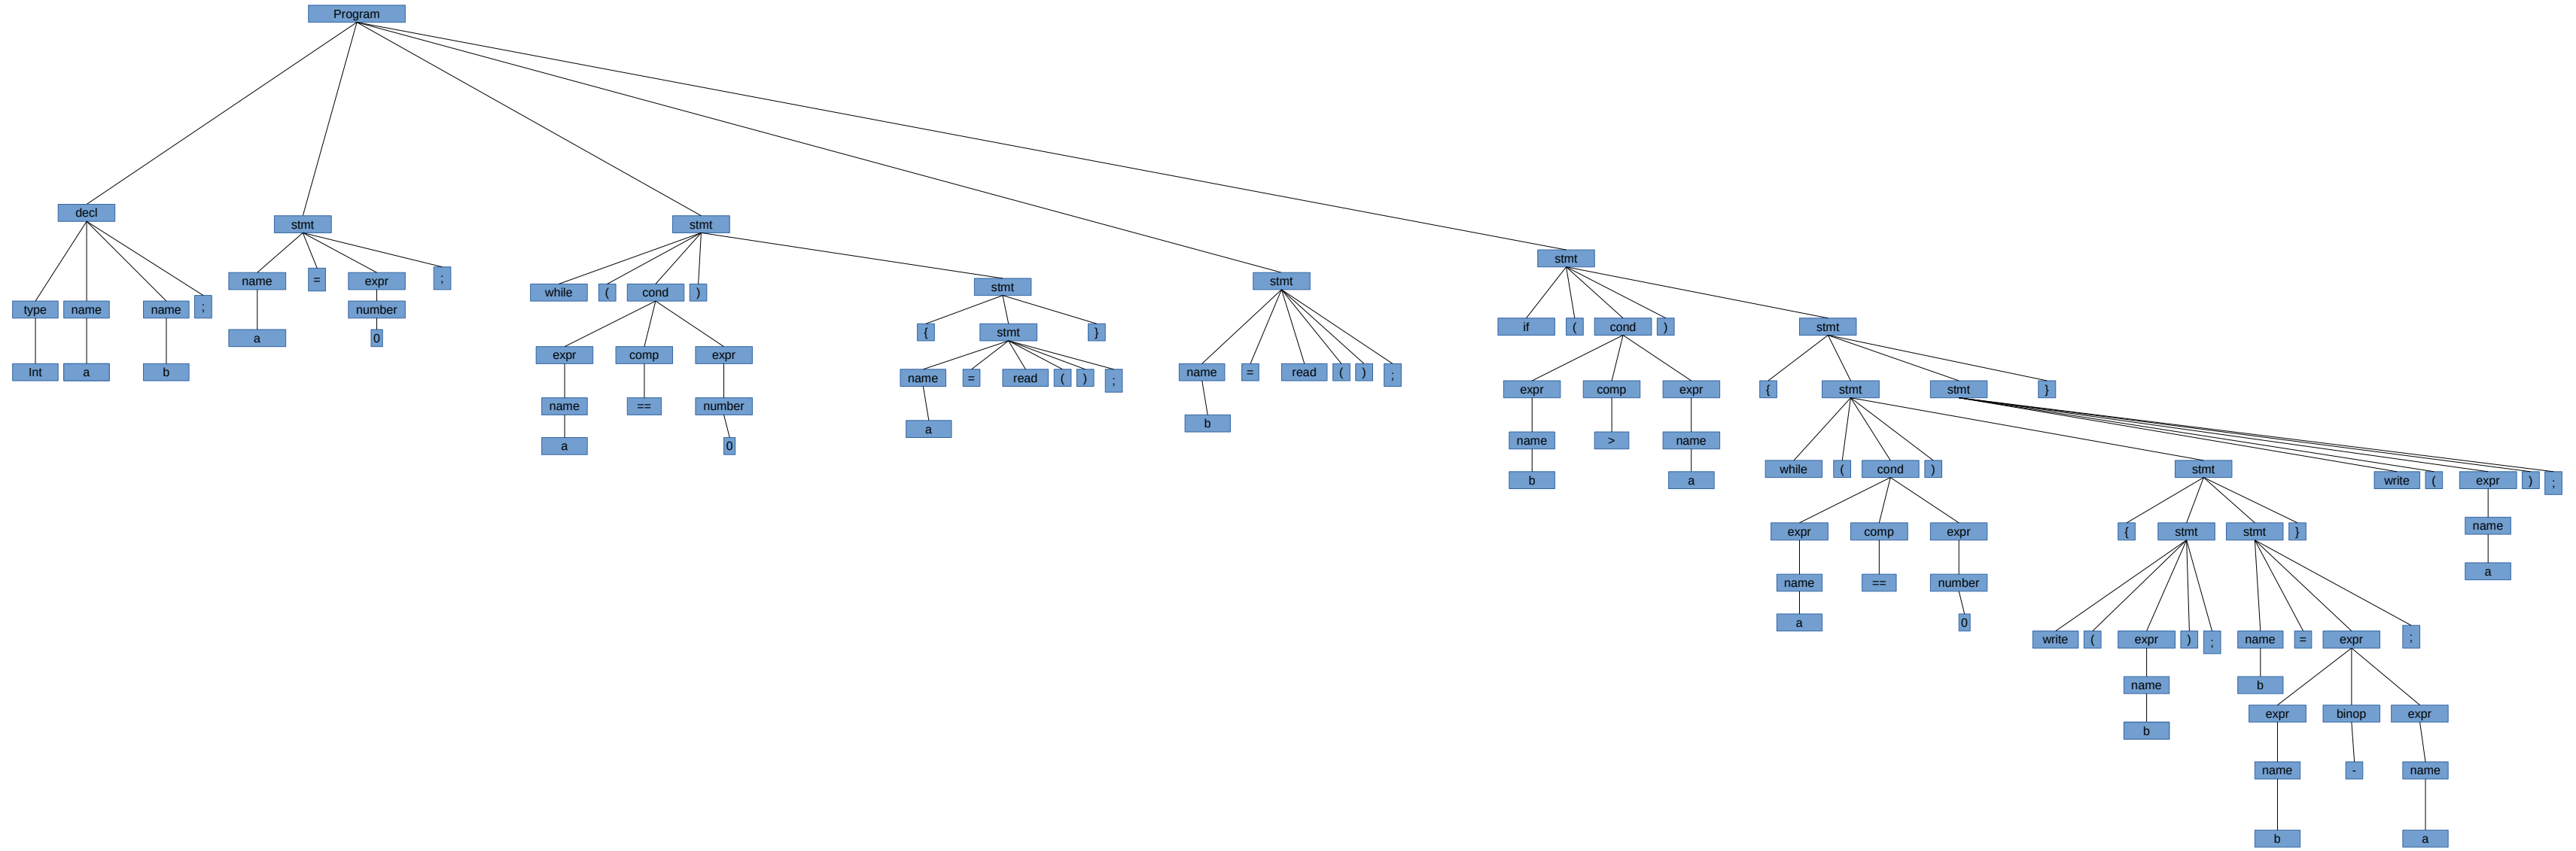 Program
decl
stmt
stmt
stmt
name
=
expr
;
stmt
stmt
while
(
cond
)
stmt
type
name
name
;
number
if
(
cond
)
stmt
{
stmt
}
a
0
expr
comp
expr
Int
a
b
name
=
read
(
)
;
name
=
read
(
)
;
expr
comp
expr
{
stmt
stmt
}
name
==
number
a
b
name
>
name
a
0
while
(
cond
)
stmt
b
a
write
(
expr
)
;
expr
comp
expr
{
stmt
stmt
}
name
name
==
number
a
a
0
write
(
expr
)
;
name
=
expr
;
name
b
expr
binop
expr
b
name
-
name
b
a